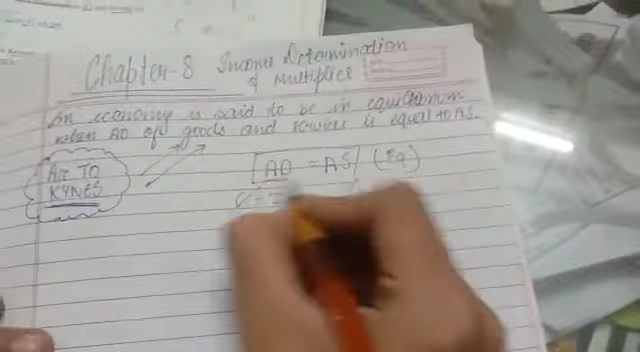 Chapter-8 Income Determination
& Multiplier
An economy is said to be in equilibrium
when AD of goods and services is equal to AS.
Acc TO
KYNES
AD = AS (Eq)
C